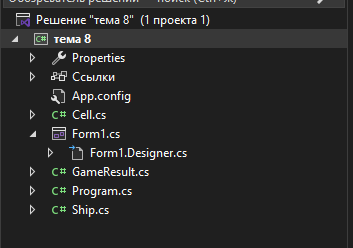 Решение "тема 8" (1 проекта 1)
C# тема 8
Properties
Ссылки
App.config
C# Cell.cs
Form1.cs
Form1.Designer.cs
C# GameResult.cs
C# Program.cs
C# Ship.cs